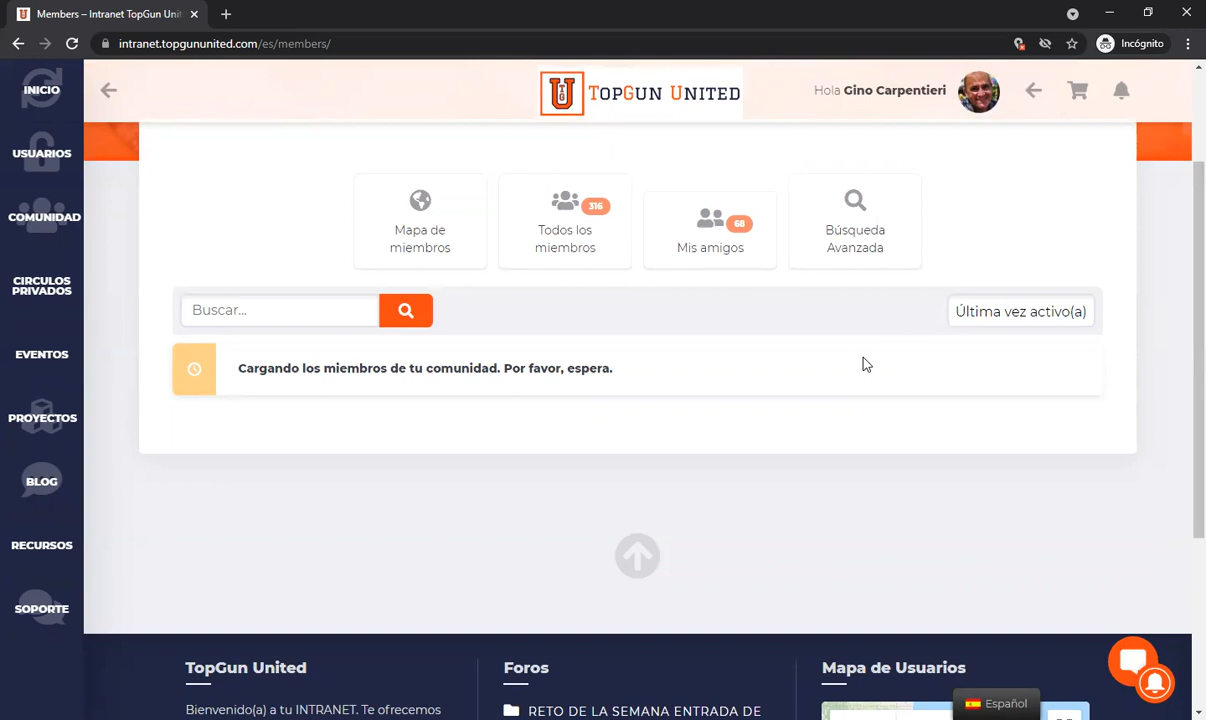 Members – Intranet TopGun Unit
intranet.topgununited.com/es/members/
Incógnito
INICIO
USUARIOS
COMUNIDAD
CIRCULOS
PRIVADOS
EVENTOS
PROYECTOS
BLOG
RECURSOS
SOPORTE
TOPGUN UNITED
Hola Gino Carpentieri
Mapa de
miembros
316
Todos los
miembros
68
Mis amigos
Búsqueda
Avanzada
Buscar...
Última vez activo(a)
Cargando los miembros de tu comunidad. Por favor, espera.
TopGun United
Bienvenido(a) a tu INTRANET. Te ofrecemos
Foros
RETO DE LA SEMANA ENTRADA DE
Mapa de Usuarios
Español